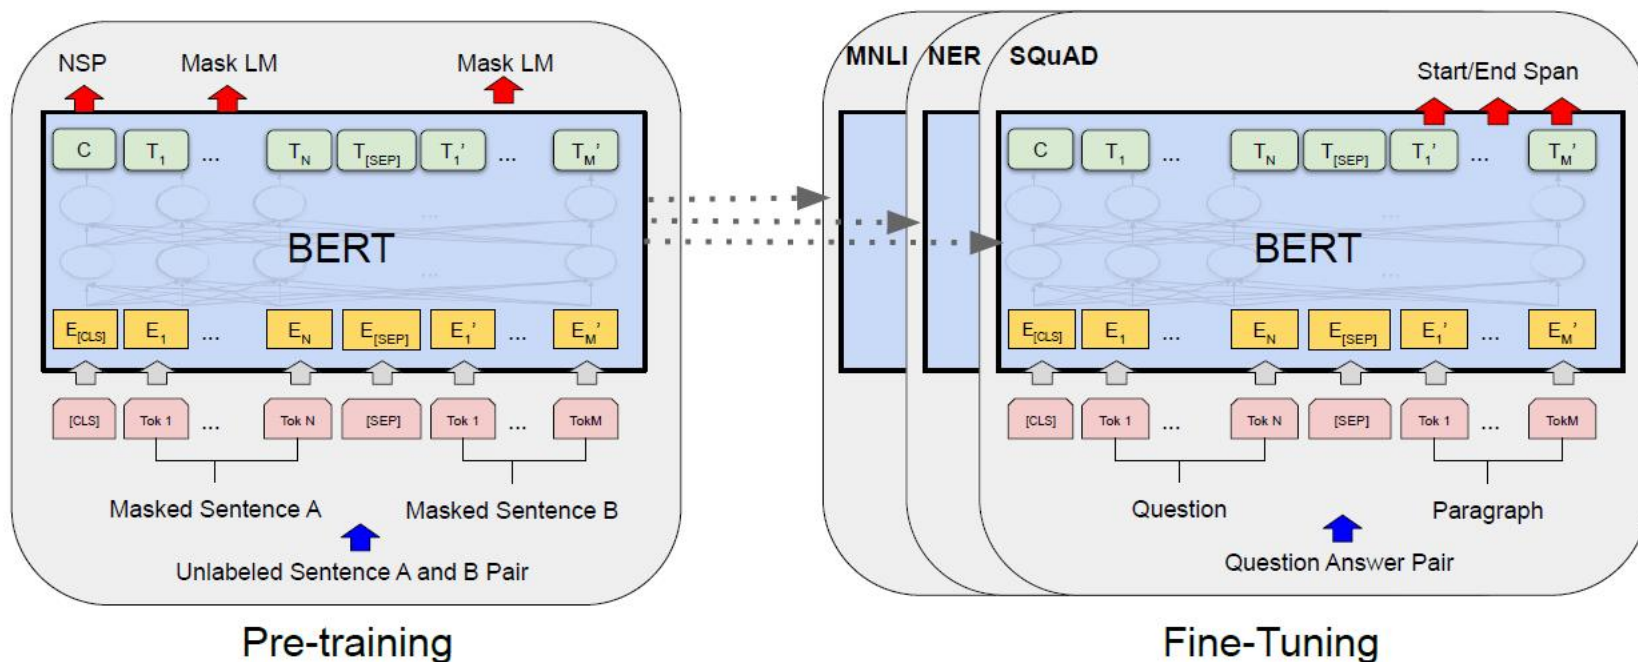 NSP Mask LM Mask LM
C T1 ... TN T[SEP] T1’ ... TM’
...
BERT
...
E[CLS] E1 ... EN E[SEP] E1’ ... EM’
[CLS] Tok 1 ... Tok N [SEP] Tok 1 ... TokM
Masked Sentence A Masked Sentence B
Unlabeled Sentence A and B Pair
Pre-training
MNLI NER SQuAD
Start/End Span
C T1 ... TN T[SEP] T1’ ... TM’
...
BERT
...
E[CLS] E1 ... EN E[SEP] E1’ ... EM’
[CLS] Tok 1 ... Tok N [SEP] Tok 1 ... TokM
Question Paragraph
Question Answer Pair
Fine-Tuning